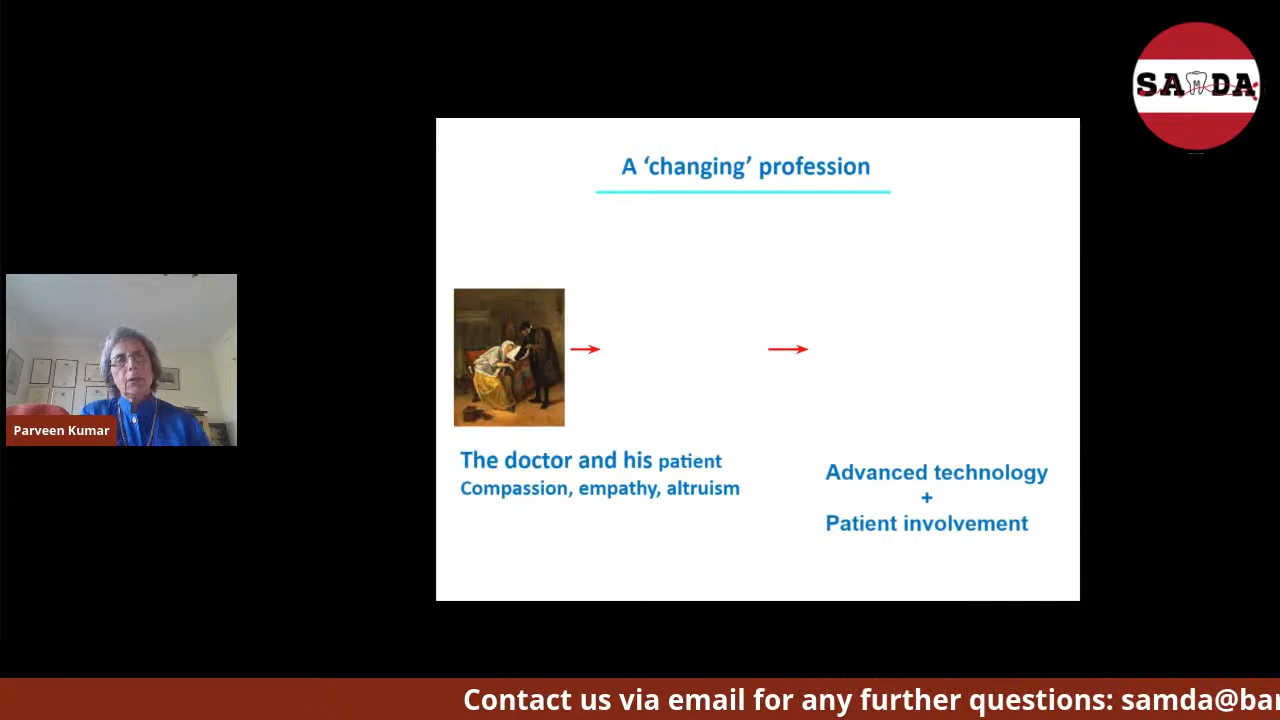 SAMDA
A ‘changing’ profession
The doctor and his patient
Compassion, empathy, altruism
Advanced technology
+
Patient involvement
Parveen Kumar
Contact us via email for any further questions: samda@bar